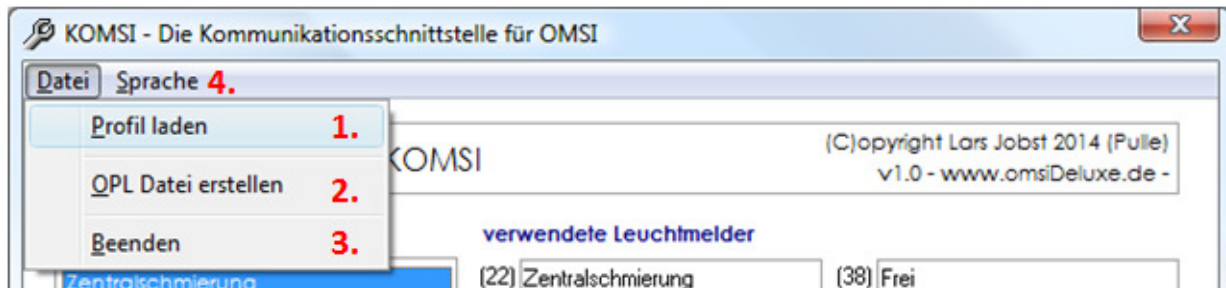 KOMSI - Die Kommunikationsschnittstelle für OMSI
Datei Sprache 4.
Profil laden 1.
OPL Datei erstellen 2.
Beenden 3.
KOMSI
(C)opyright Lars Jobst 2014 (Pulle)
v1.0 - www.omsiDeluxe.de -
verwendete Leuchtmelder
Zentralschmierung
(22) Zentralschmierung
(38) Frei